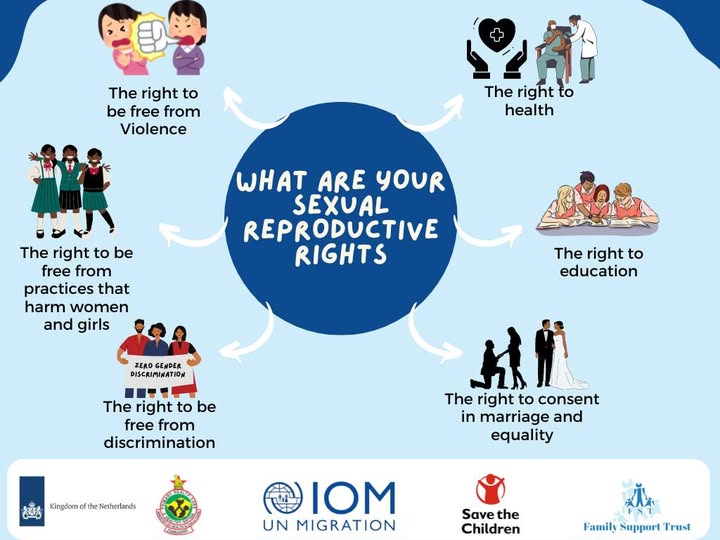 The right to
be free from
Violence
The right to
health
WHAT ARE YOUR
SEXUAL
REPRODUCTIVE
RIGHTS
The right to be
free from
practices that
harm women
and girls
The right to
education
ZERO GENDER
DISCRIMINATION
The right to be
free from
discrimination
The right to consent
in marriage and
equality
Kingdom of the Netherlands
IOM
UN MIGRATION
Save the
Children
F S T
Family Support Trust